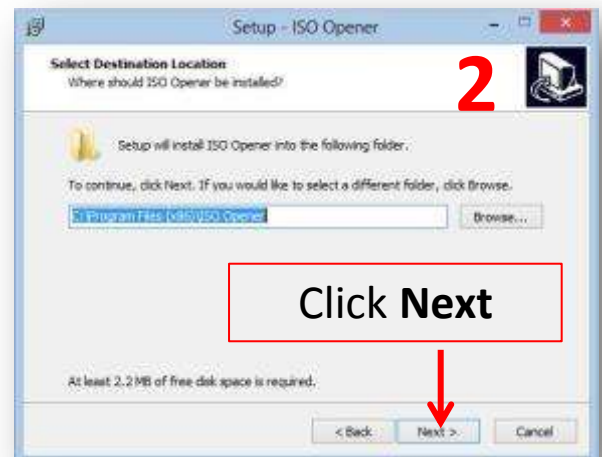 Setup - ISO Opener
Select Destination Location
Where should ISO Opener be installed?
2
Setup will install ISO Opener into the following folder.
To continue, click Next. If you would like to select a different folder, click Browse.
C:\Program Files (x86)\ISO Opener
Browse...
Click Next
At least 2.2 MB of free disk space is required.
< Back
Next >
Cancel